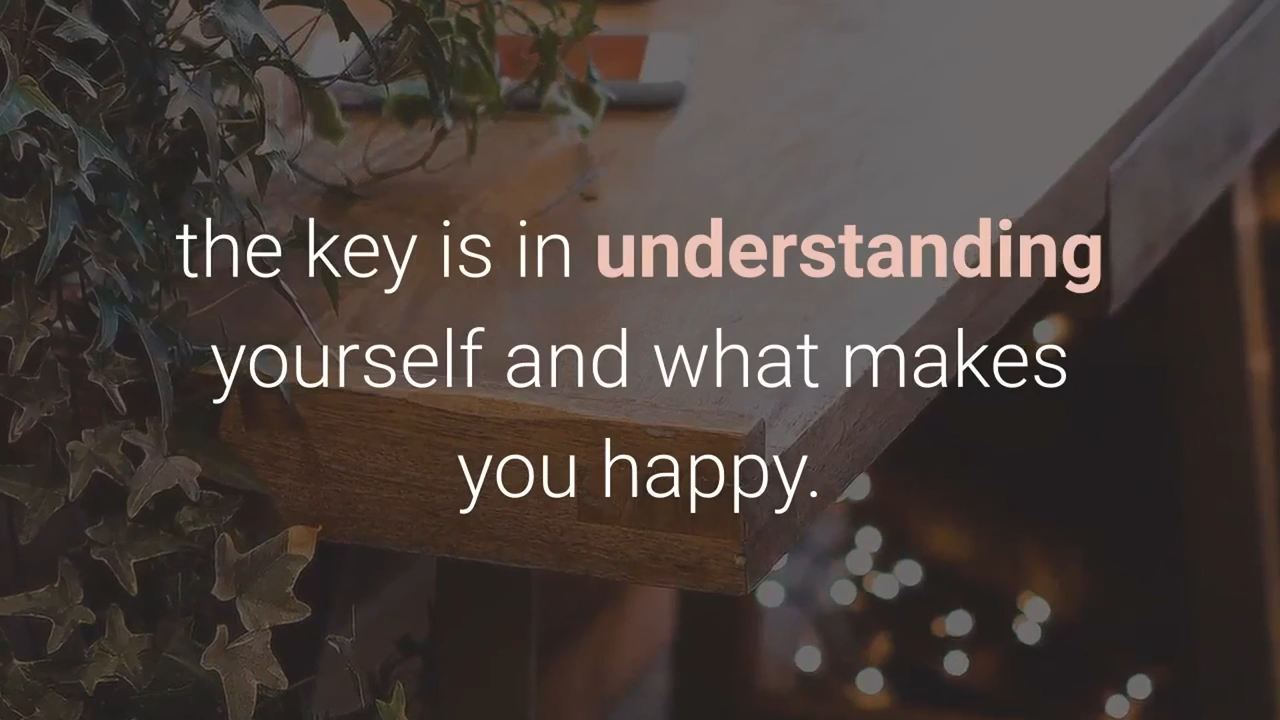 the key is in understanding
yourself and what makes
you happy.